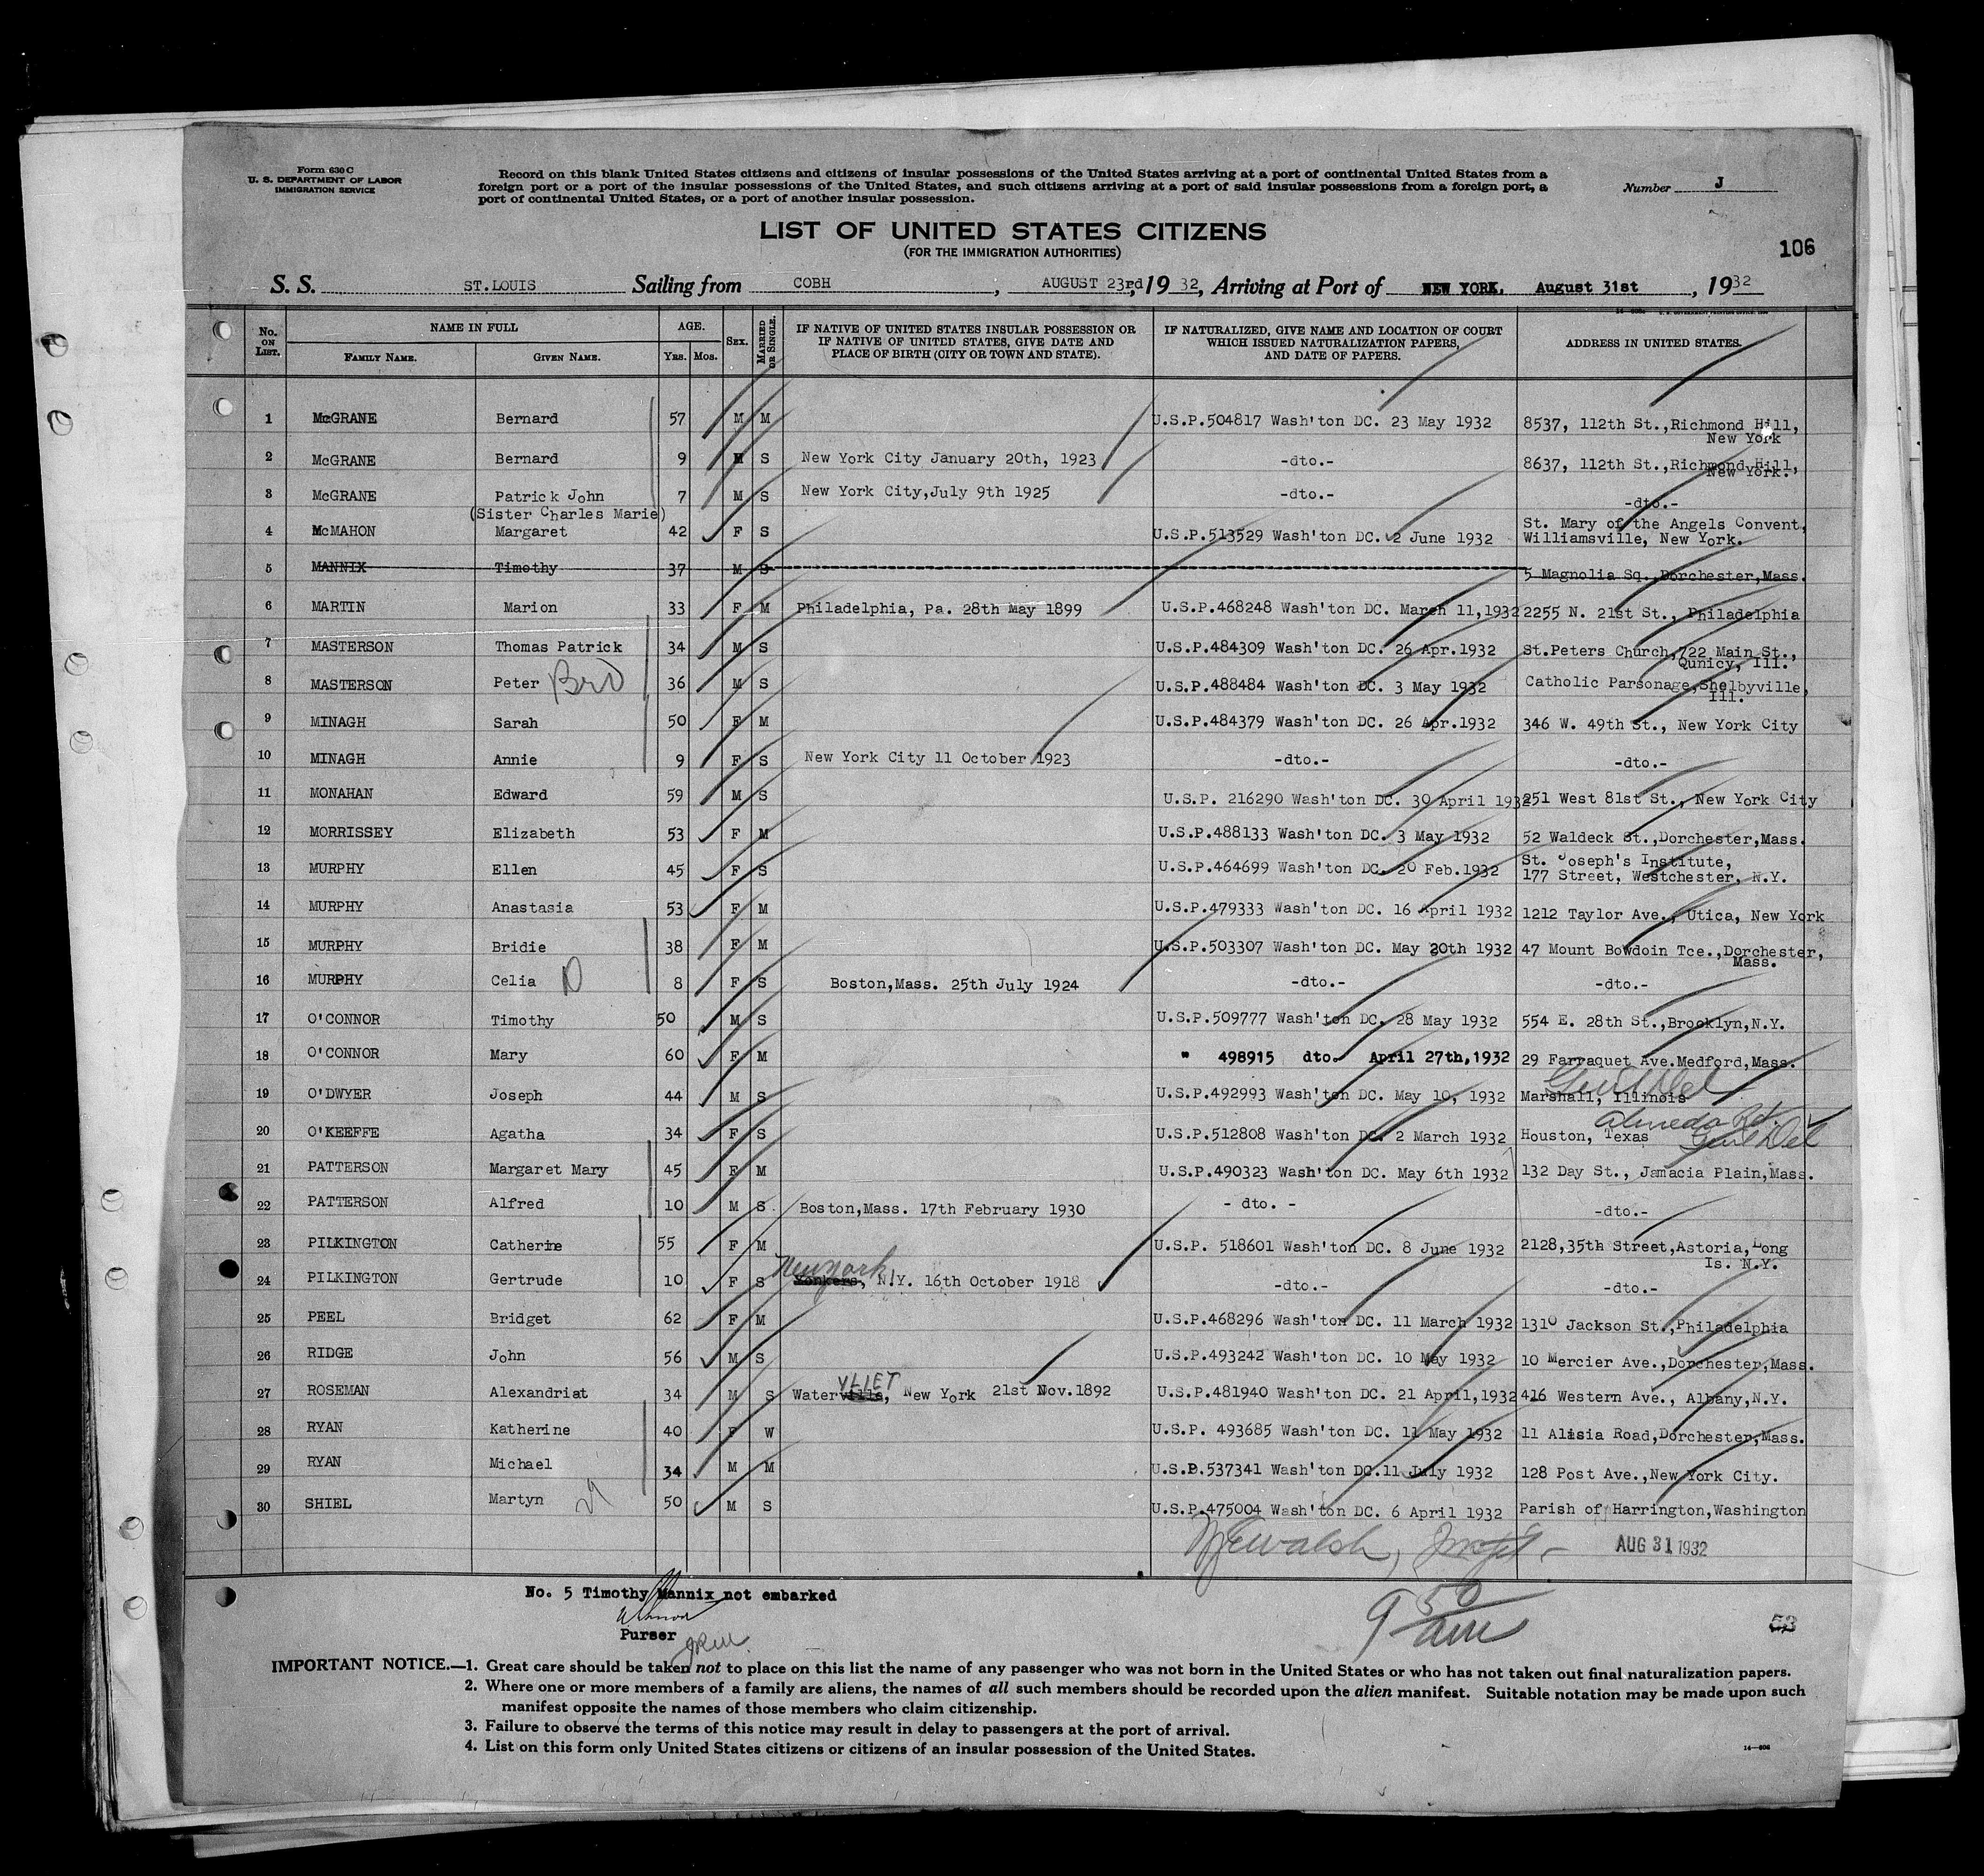 Form 630 C
U. S. DEPARTMENT OF LABOR
IMMIGRATION SERVICE
Record on this blank United States citizens and citizens of insular possessions of the United States arriving at a port of continental United States from a
foreign port or a port of the insular possessions of the United States, and such citizens arriving at a port of said insular possessions from a foreign port, a
port of continental United States, or a port of another insular possession.
Number J
LIST OF UNITED STATES CITIZENS
(FOR THE IMMIGRATION AUTHORITIES)
106
S. S. ST.LOUIS Sailing from COBH, AUGUST 23rd, 19 32, Arriving at Port of NEW YORK. August 31st, 1932
No. ON LIST. NAME IN FULL FAMILY NAME. GIVEN NAME. AGE. YRS. MOS. SEX. MARRIED OR SINGLE. IF NATIVE OF UNITED STATES INSULAR POSSESSION OR IF NATIVE OF UNITED STATES, GIVE DATE AND PLACE OF BIRTH (CITY OR TOWN AND STATE). IF NATURALIZED, GIVE NAME AND LOCATION OF COURT WHICH ISSUED NATURALIZATION PAPERS, AND DATE OF PAPERS. ADDRESS IN UNITED STATES.
1 McGRANE Bernard 57 M M U.S.P.504817 Wash'ton DC. 23 May 1932 8537, 112th St.,Richmond Hill,
New York
2 McGRANE Bernard 9 M S New York City January 20th, 1923 -dto.- 8637, 112th St.,Richmond Hill,
New York.
3 McGRANE Patrick John 7 M S New York City,July 9th 1925 -dto.- -dto.-
(Sister Charles Marie) St. Mary of the Angels Convent,
4 McMAHON Margaret 42 F S U.S.P.513529 Wash'ton DC. 2 June 1932 Williamsville, New York.
5 MANNIX Timothy 37 M S 5 Magnolia Sq.,Dorchester,Mass.
6 MARTIN Marion 33 F M Philadelphia, Pa. 28th May 1899 U.S.P.468248 Wash'ton DC. March 11,1932 2255 N. 21st St., Philadelphia
7 MASTERSON Thomas Patrick 34 M S U.S.P.484309 Wash'ton DC. 26 Apr.1932 St.Peters Church,722 Main St.,
Qunicy, Ill.
8 MASTERSON Peter Bro 36 M S U.S.P.488484 Wash'ton DC. 3 May 1932 Catholic Parsonage,Shelbyville,
Ill.
9 MINAGH Sarah 50 F M U.S.P.484379 Wash'ton DC. 26 Apr.1932 346 W. 49th St., New York City
10 MINAGH Annie 9 F S New York City 11 October 1923 -dto.- -dto.-
11 MONAHAN Edward 59 M S U.S.P. 216290 Wash'ton DC. 30 April 1932 251 West 81st St., New York City
12 MORRISSEY Elizabeth 53 F M U.S.P.488133 Wash'ton DC. 3 May 1932 52 Waldeck St.,Dorchester,Mass.
13 MURPHY Ellen 45 F S U.S.P.464699 Wash'ton DC. 20 Feb.1932 St. Joseph's Institute,
177 Street, Westchester, N.Y.
14 MURPHY Anastasia 53 F M U.S.P.479333 Wash'ton DC. 16 April 1932 1212 Taylor Ave., Utica, New York
15 MURPHY Bridie 38 F M U.S.P.503307 Wash'ton DC. May 20th 1932 47 Mount Bowdoin Tce.,Dorchester,
Mass.
16 MURPHY Celia D 8 F S Boston,Mass. 25th July 1924 -dto.- -dto.-
17 O'CONNOR Timothy 50 M S U.S.P.509777 Wash'ton DC. 28 May 1932 554 E. 28th St.,Brooklyn,N.Y.
18 O'CONNOR Mary 60 F M " 498915 dto. April 27th,1932 29 Farraquet Ave.Medford,Mass.
Genl Del
19 O'DWYER Joseph 44 M S U.S.P.492993 Wash'ton DC. May 10, 1932 Marshall, Illinois
Almeda Rd.
20 O'KEEFFE Agatha 34 F S U.S.P.512808 Wash'ton DC. 2 March 1932 Houston, Texas Genl Del
21 PATTERSON Margaret Mary 45 F M U.S.P.490323 Wash'ton DC. May 6th 1932 132 Day St., Jamacia Plain,Mass.
22 PATTERSON Alfred 10 M S Boston,Mass. 17th February 1930 - dto. - -dto.-
23 PILKINGTON Catherine 55 F M U.S.P. 518601 Wash'ton DC. 8 June 1932 2128,35th Street,Astoria, Long
Is. N.Y.
New York
24 PILKINGTON Gertrude 10 F S Yonkers, N.Y. 16th October 1918 -dto.- -dto.-
25 PEEL Bridget 62 F M U.S.P.468296 Wash'ton DC. 11 March 1932 1310 Jackson St.,Philadelphia
26 RIDGE John 56 M S U.S.P.493242 Wash'ton DC. 10 May 1932 10 Mercier Ave.,Dorchester,Mass.
VLIET
27 ROSEMAN Alexandriat 34 M S Waterville, New York 21st Nov.1892 U.S.P.481940 Wash'ton DC. 21 April,1932 416 Western Ave., Albany,N.Y.
28 RYAN Katherine 40 F W U.S.P. 493685 Wash'ton DC. 11 May 1932 11 Alisia Road,Dorchester,Mass.
29 RYAN Michael 34 M M U.S.P.537341 Wash'ton DC.11 July 1932 128 Post Ave.,New York City.
30 SHIEL Martyn 29 50 M S U.S.P.475004 Wash'ton DC. 6 April 1932 Parish of Harrington,Washington
Walsh, AUG 31 1932
No. 5 Timothy Mannix not embarked
9 50 am
53
Purser
IMPORTANT NOTICE.—1. Great care should be taken not to place on this list the name of any passenger who was not born in the United States or who has not taken out final naturalization papers.
2. Where one or more members of a family are aliens, the names of all such members should be recorded upon the alien manifest. Suitable notation may be made upon such
manifest opposite the names of those members who claim citizenship.
3. Failure to observe the terms of this notice may result in delay to passengers at the port of arrival.
4. List on this form only United States citizens or citizens of an insular possession of the United States.
14—606